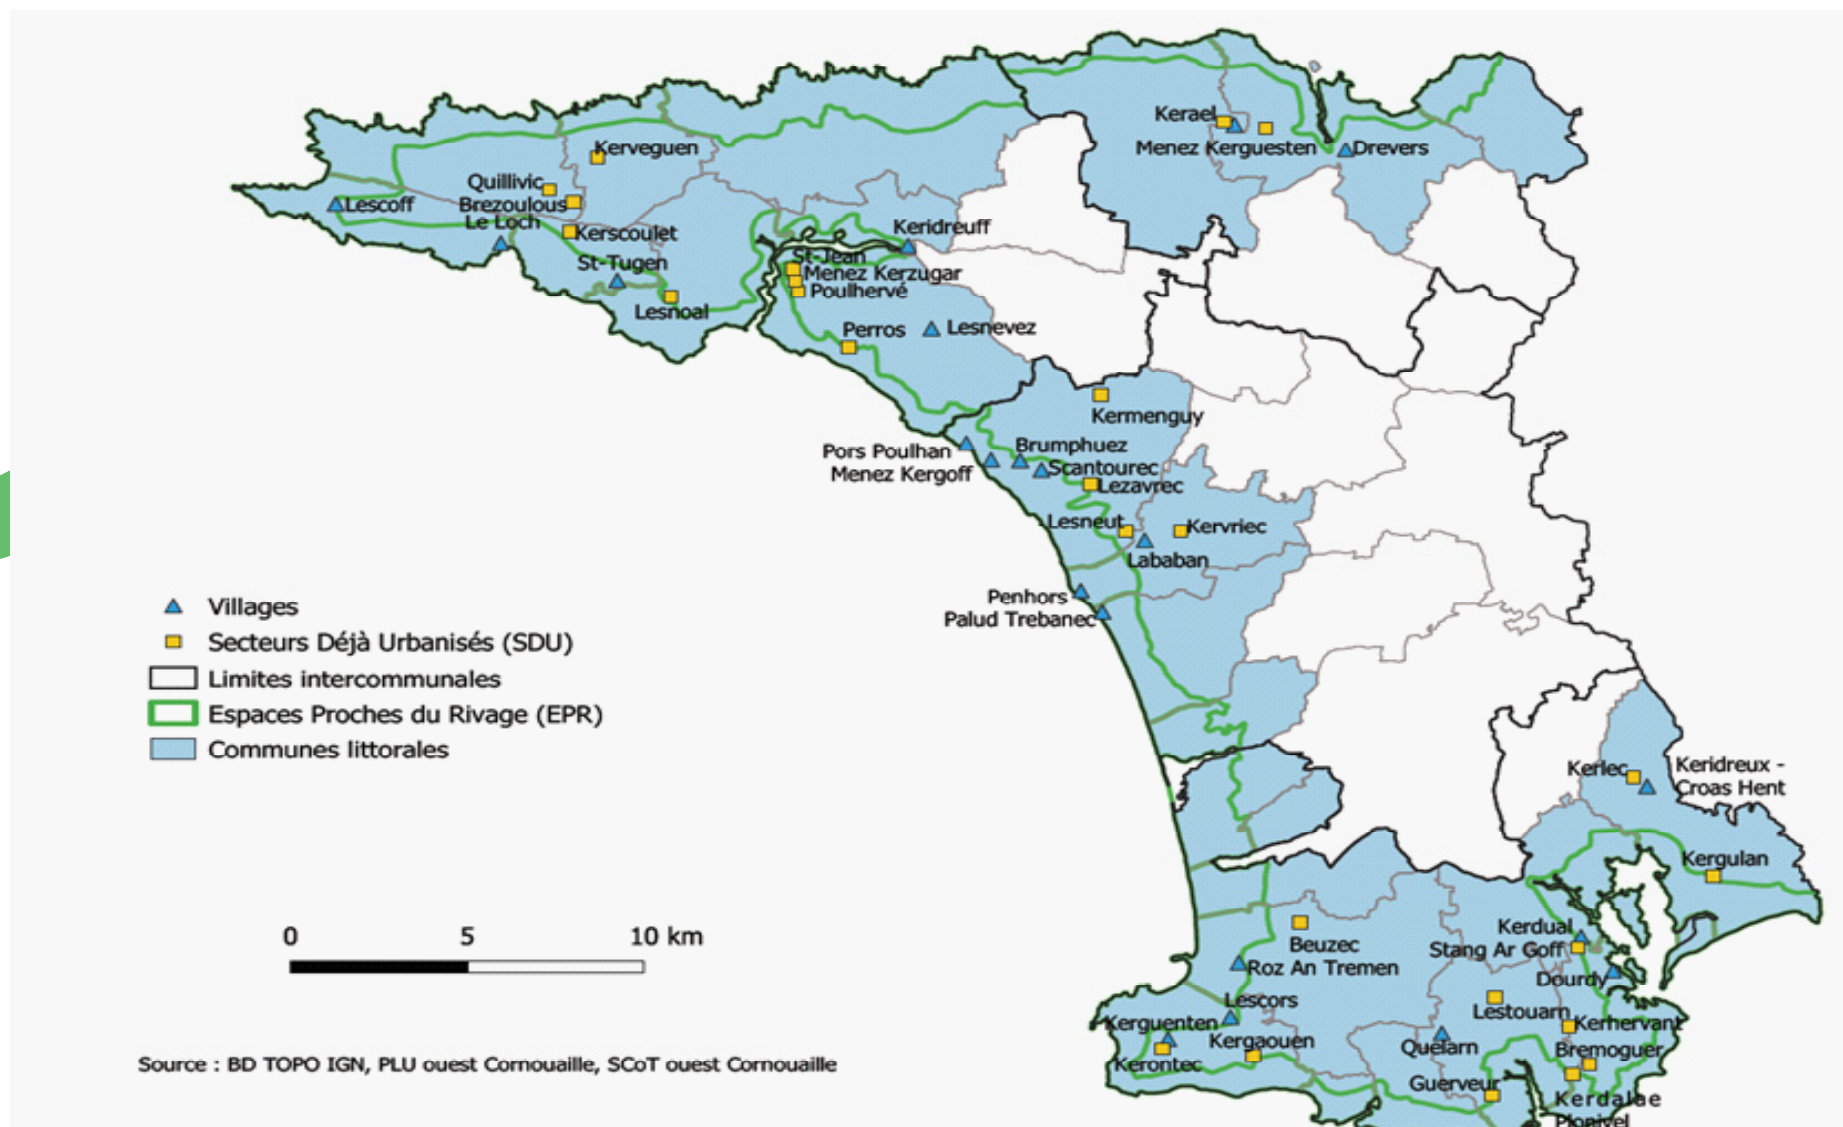 Kerael
Menez Kerguesten
Drevers
Kerveguen
Quillivic
Brezoulous
Lescoff
Le Loch
Kerscoulet
Keridreuff
St-Tugen
St-Jean
Menez Kerzugar
Poulhervé
Lesnoal
Perros
Lesnevez
Kermenguy
Brumphuez
Pors Poulhan
Scantourec
Menez Kergoff
Lezavrec
Lesneut
Kervriec
Lababan
Penhors
Palud Trebanec
Villages
Secteurs Déjà Urbanisés (SDU)
Limites intercommunales
Espaces Proches du Rivage (EPR)
Communes littorales
Kerlec
Keridreux -
Croas Hent
Kergulan
0 5 10 km
Kerdual
Beuzec
Stang Ar Goff
Roz An Tremen
Dourdy
Lescors
Lestouarn
Kerguenten
Kerhervant
Kergaouen
Quelarn
Bremoguer
Kerontec
Guerveur
Kerdalae
Plonivel
Source : BD TOPO IGN, PLU ouest Cornouaille, SCoT ouest Cornouaille